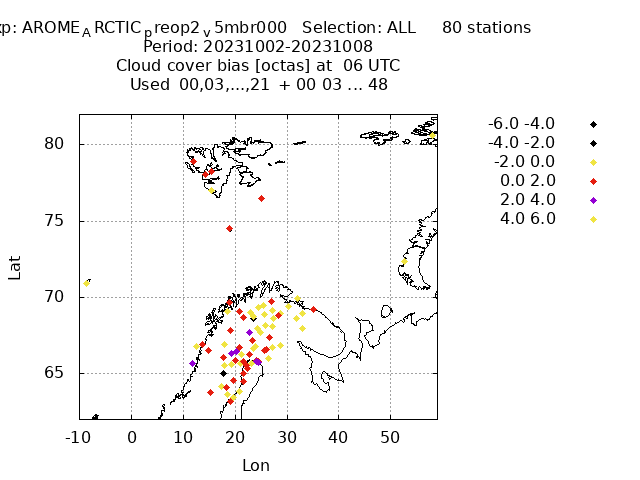 xp: AROME_ARCTIC_preop2_v5mbr000 Selection: ALL 80 stations
Period: 20231002-20231008
Cloud cover bias [octas] at 06 UTC
Used 00,03,...,21 + 00 03 ... 48
-6.0 -4.0
-4.0 -2.0
-2.0 0.0
0.0 2.0
2.0 4.0
4.0 6.0
80
75
70
65
Lat
-10 0 10 20 30 40 50
Lon